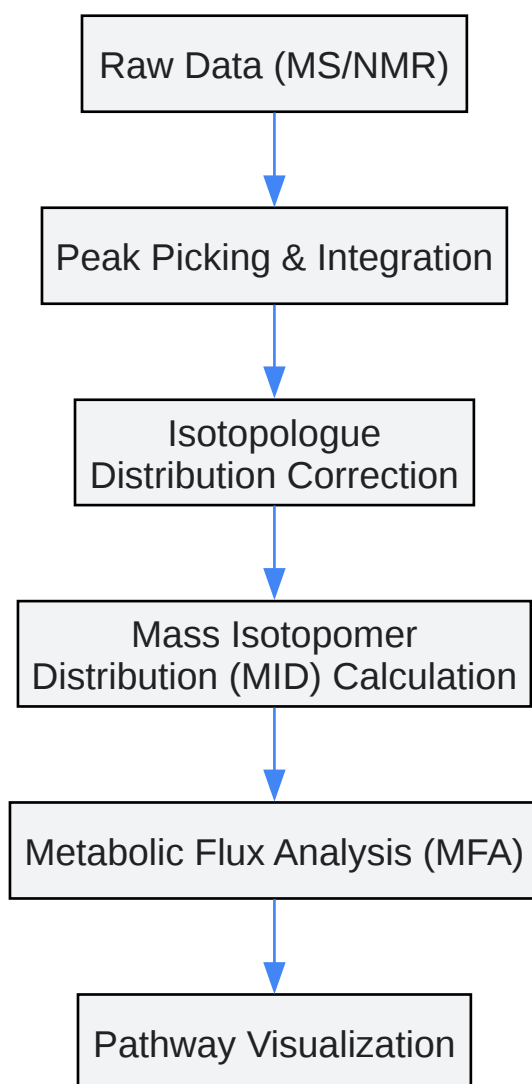 Raw Data (MS/NMR)
Peak Picking & Integration
Isotopologue
Distribution Correction
Mass Isotopomer
Distribution (MID) Calculation
Metabolic Flux Analysis (MFA)
Pathway Visualization